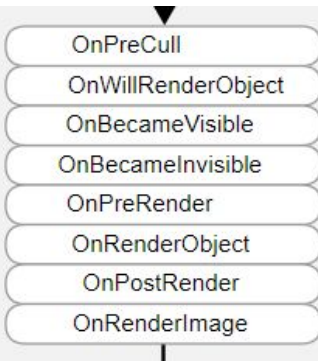 OnPreCull
OnWillRenderObject
OnBecameVisible
OnBecameInvisible
OnPreRender
OnRenderObject
OnPostRender
OnRenderImage